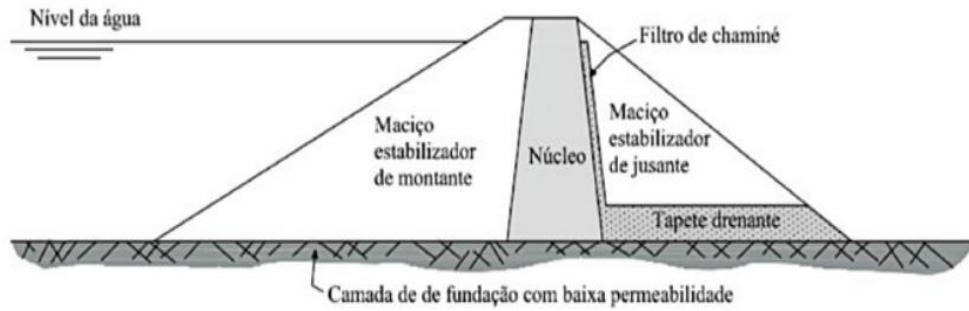 Nível da água
Filtro de chaminé
Maciço
estabilizador
de montante
Núcleo
Maciço
estabilizador
de jusante
Tapete drenante
Camada de de fundação com baixa permeabilidade